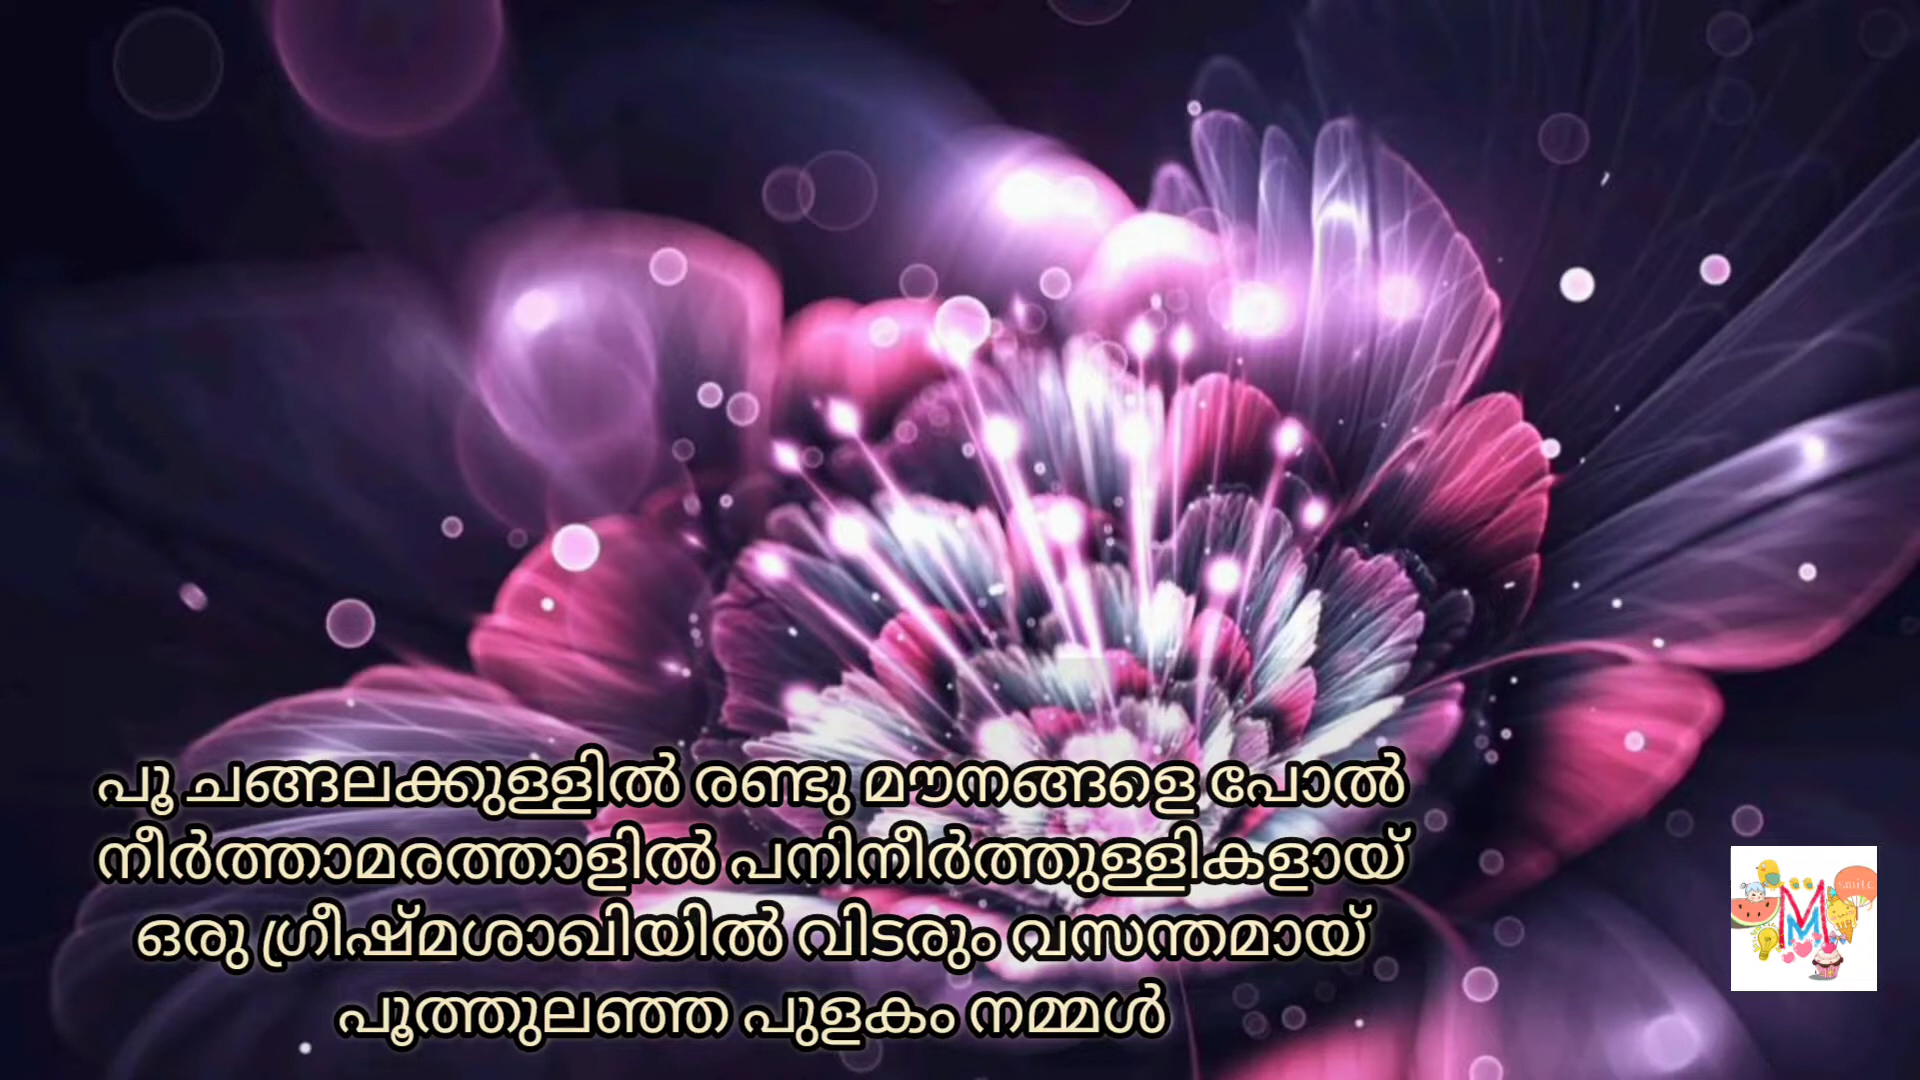 പൂ ചങ്ങലക്കുള്ളിൽ രണ്ടു മൗനങ്ങളെ പോൽ
നീർത്താമരത്താളിൽ പനിനീർത്തുള്ളികളായ്
ഒരു ഗ്രീഷ്മശാഖിയിൽ വിടരും വസന്തമായ്
പൂത്തുലഞ്ഞ പുളകം നമ്മൾ
smile
M